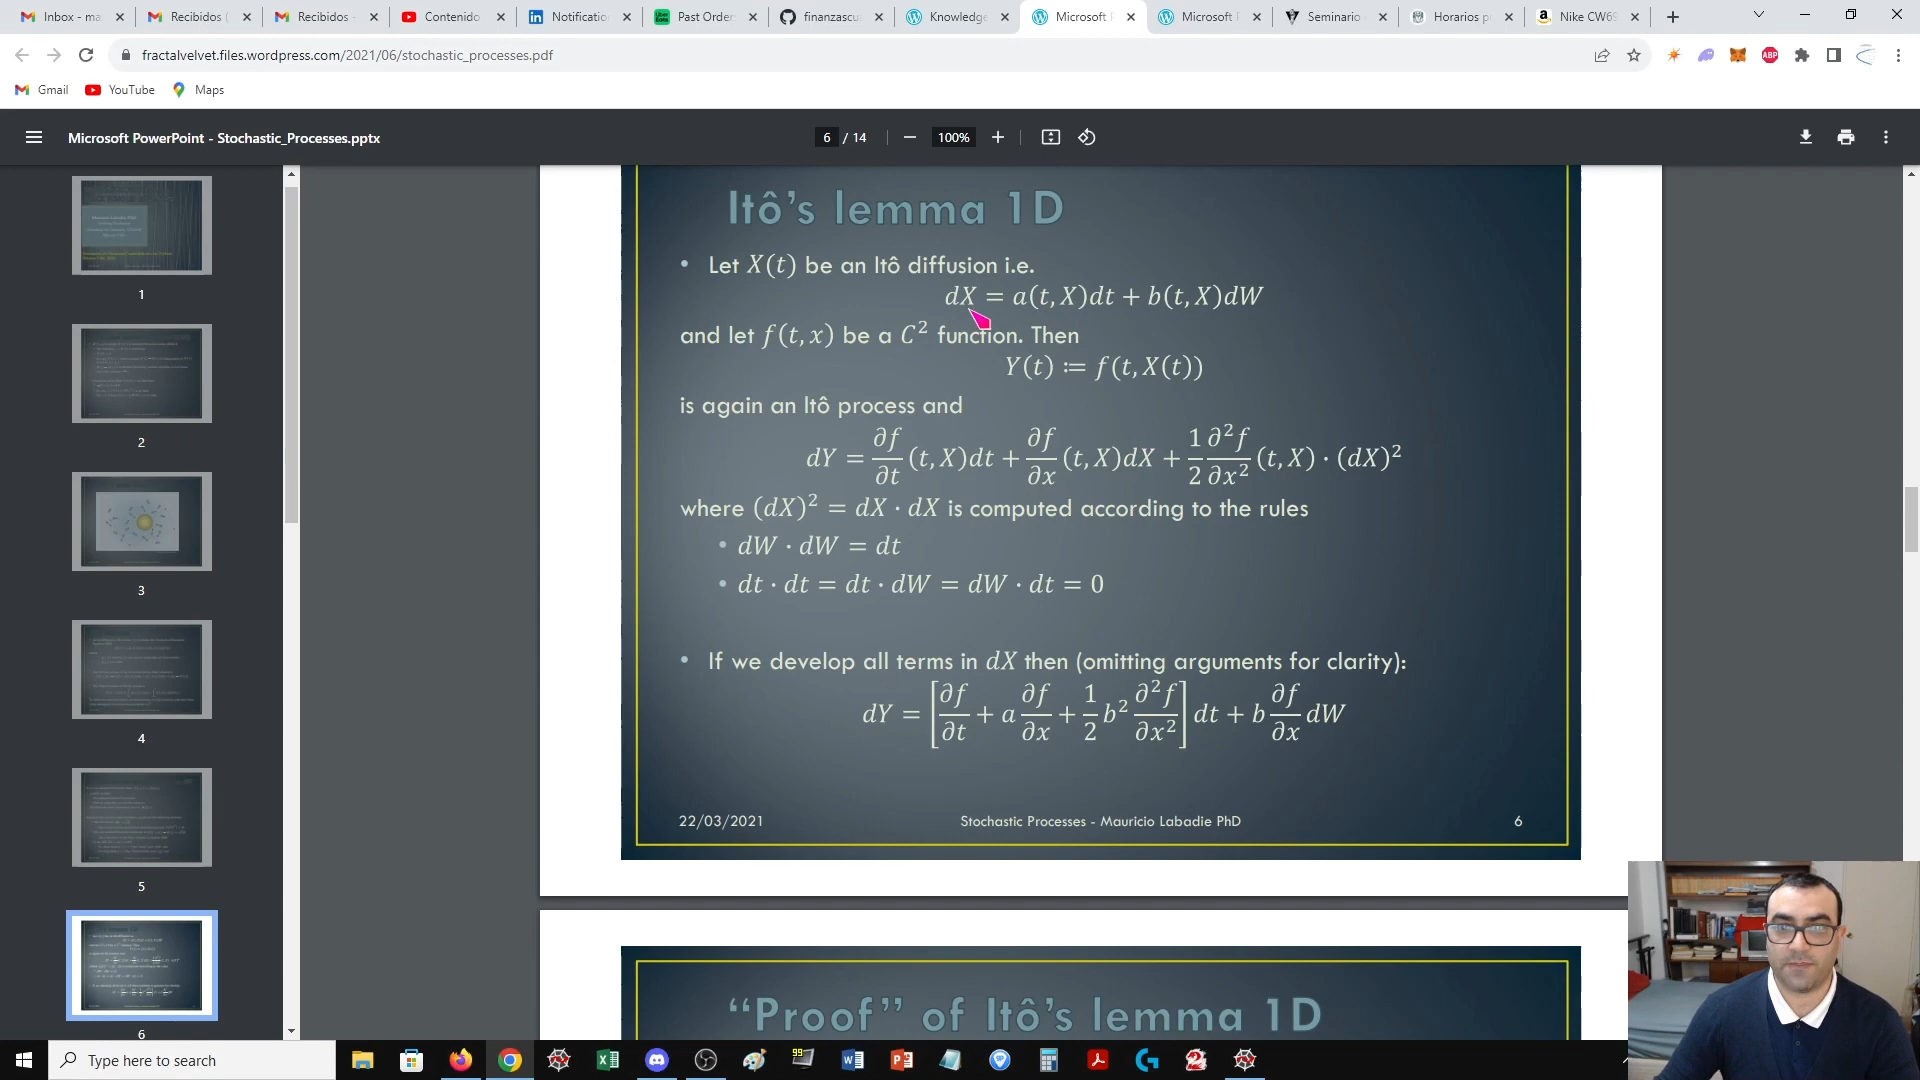 Inbox - ma
Recibidos (
Recibidos -
Contenido
Notificatio
Past Order
finanzascu
Knowledge
Microsoft P
Microsoft P
Seminario
Horarios p
Nike CW69
fractalvelvet.files.wordpress.com/2021/06/stochastic_processes.pdf
ABP
Gmail
YouTube
Maps
Microsoft PowerPoint - Stochastic_Processes.pptx
6 / 14
100%
1
2
3
4
5
6
Itô's lemma 1D
• Let X(t) be an Itô diffusion i.e.
dX = a(t, X)dt + b(t, X)dW
and let f(t, x) be a C² function. Then
Y(t) ≔ f(t, X(t))
is again an Itô process and
dY = ∂f/∂t (t, X)dt + ∂f/∂x (t, X)dX + 1/2 ∂²f/∂x² (t, X) · (dX)²
where (dX)² = dX · dX is computed according to the rules
• dW · dW = dt
• dt · dt = dt · dW = dW · dt = 0
• If we develop all terms in dX then (omitting arguments for clarity):
dY = [∂f/∂t + a ∂f/∂x + 1/2 b² ∂²f/∂x²] dt + b ∂f/∂x dW
22/03/2021
Stochastic Processes - Mauricio Labadie PhD
6
“Proof” of Itô's lemma 1D
Type here to search
99